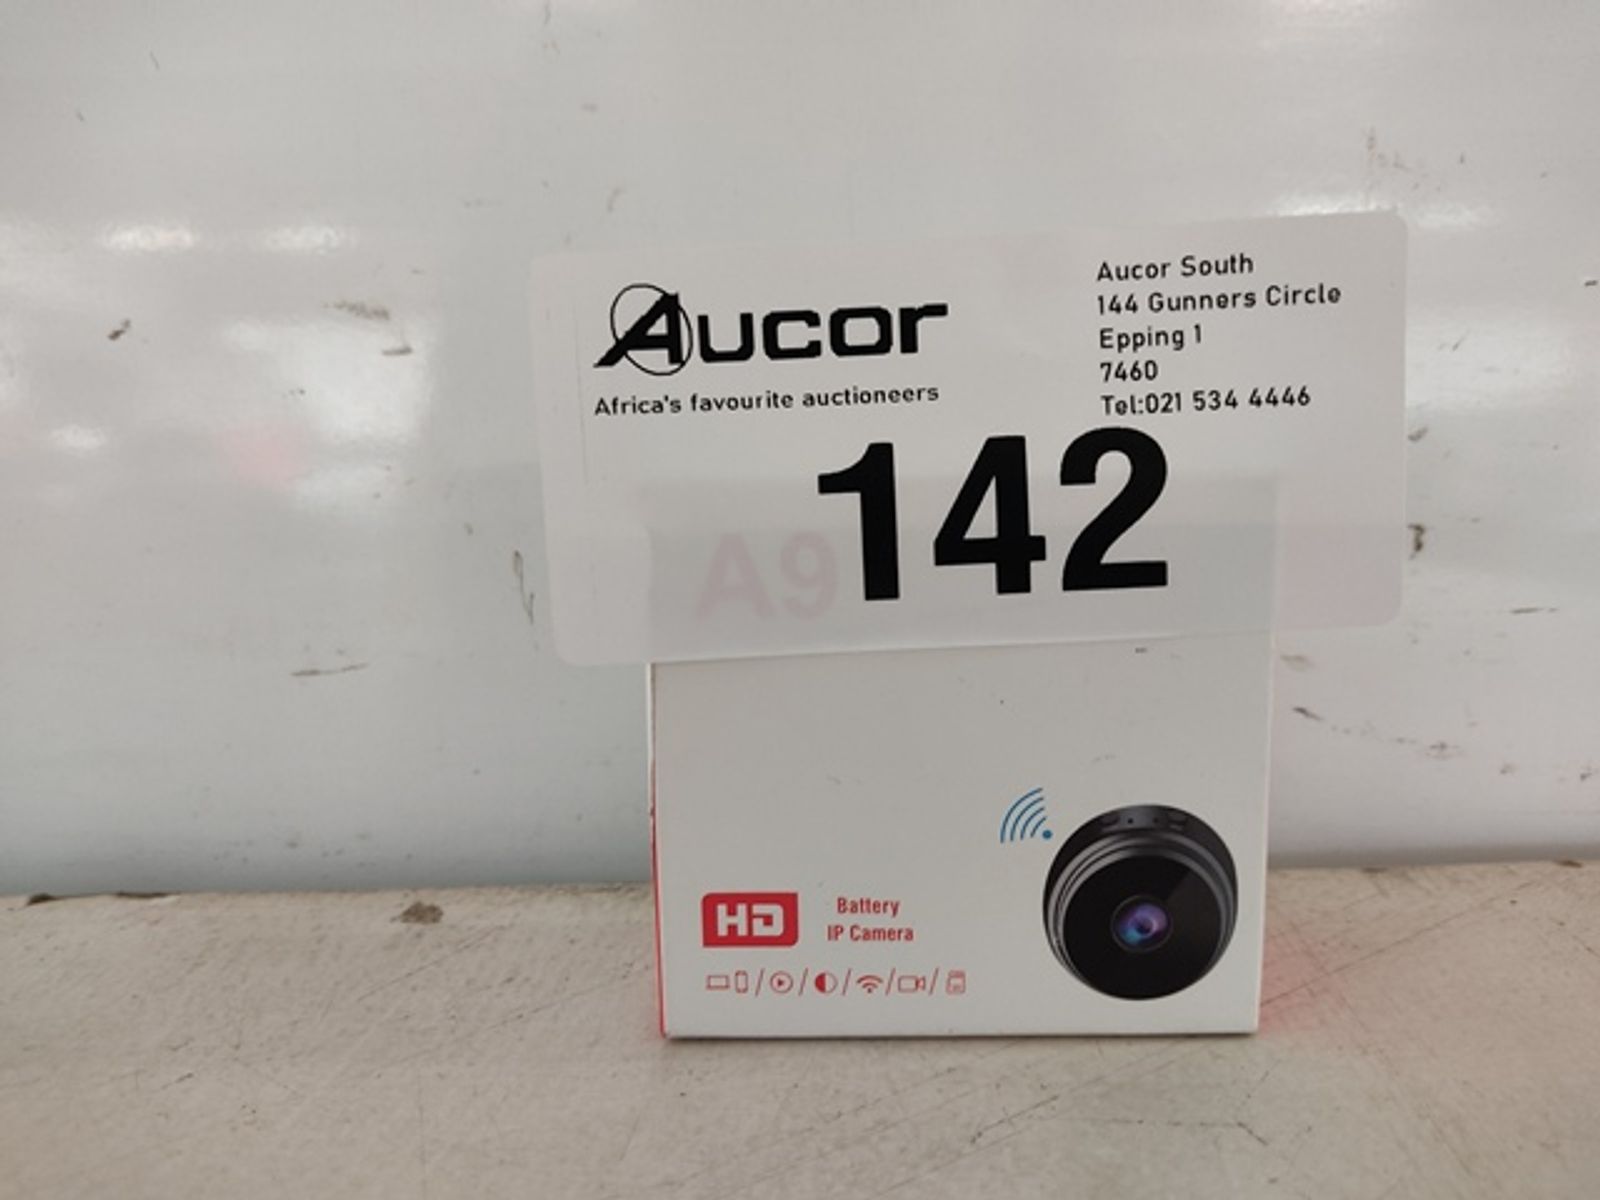 Aucor
Africa's favourite auctioneers
Aucor South
144 Gunners Circle
Epping 1
7460
Tel:021 534 4446
142
A9
HD
Battery
IP Camera